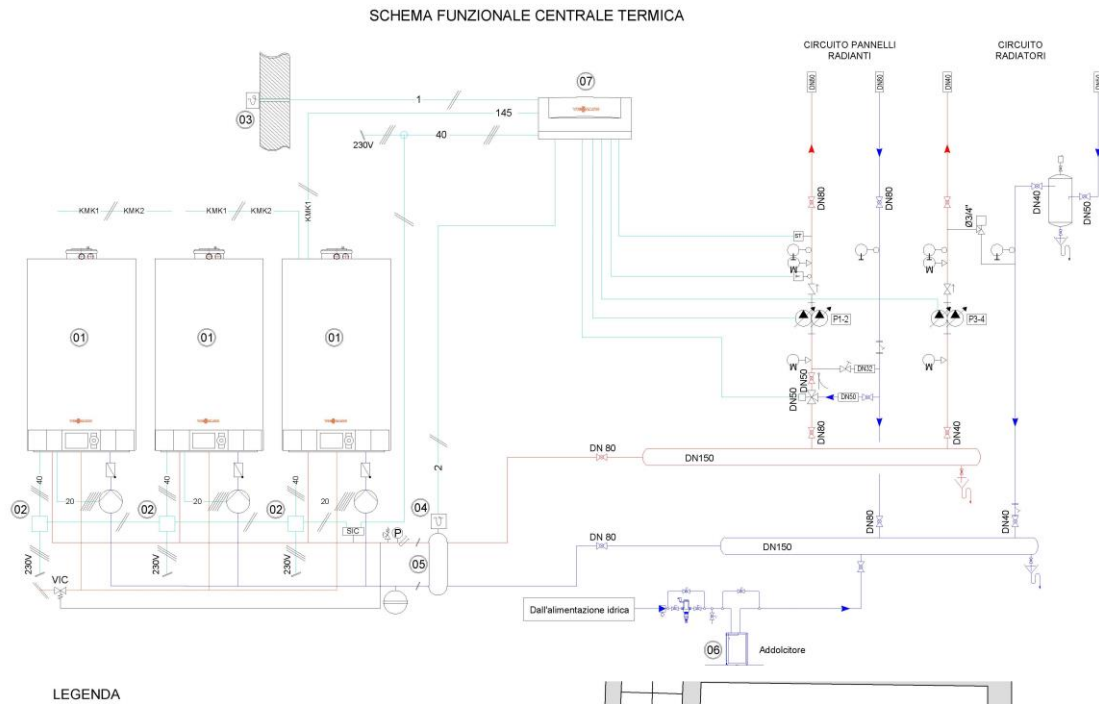 SCHEMA FUNZIONALE CENTRALE TERMICA
CIRCUITO PANNELLI
RADIANTI
CIRCUITO
RADIATORI
07
03
1
145
230V
40
DN80
DN80
DN40
DN50
Ø3/4"
KMK1
KMK2
KMK1
KMK2
KMK1
ST
M
M
01
01
01
P1-2
P3-4
M
M
DN50
DN50
DN32
DN50
DN80
DN40
2
DN 80
DN150
40
20
40
20
40
20
02
02
02
04
SIC
P
05
DN80
DN40
DN 80
DN150
230V
230V
230V
VIC
Dall'alimentazione idrica
06
Addolcitore
LEGENDA